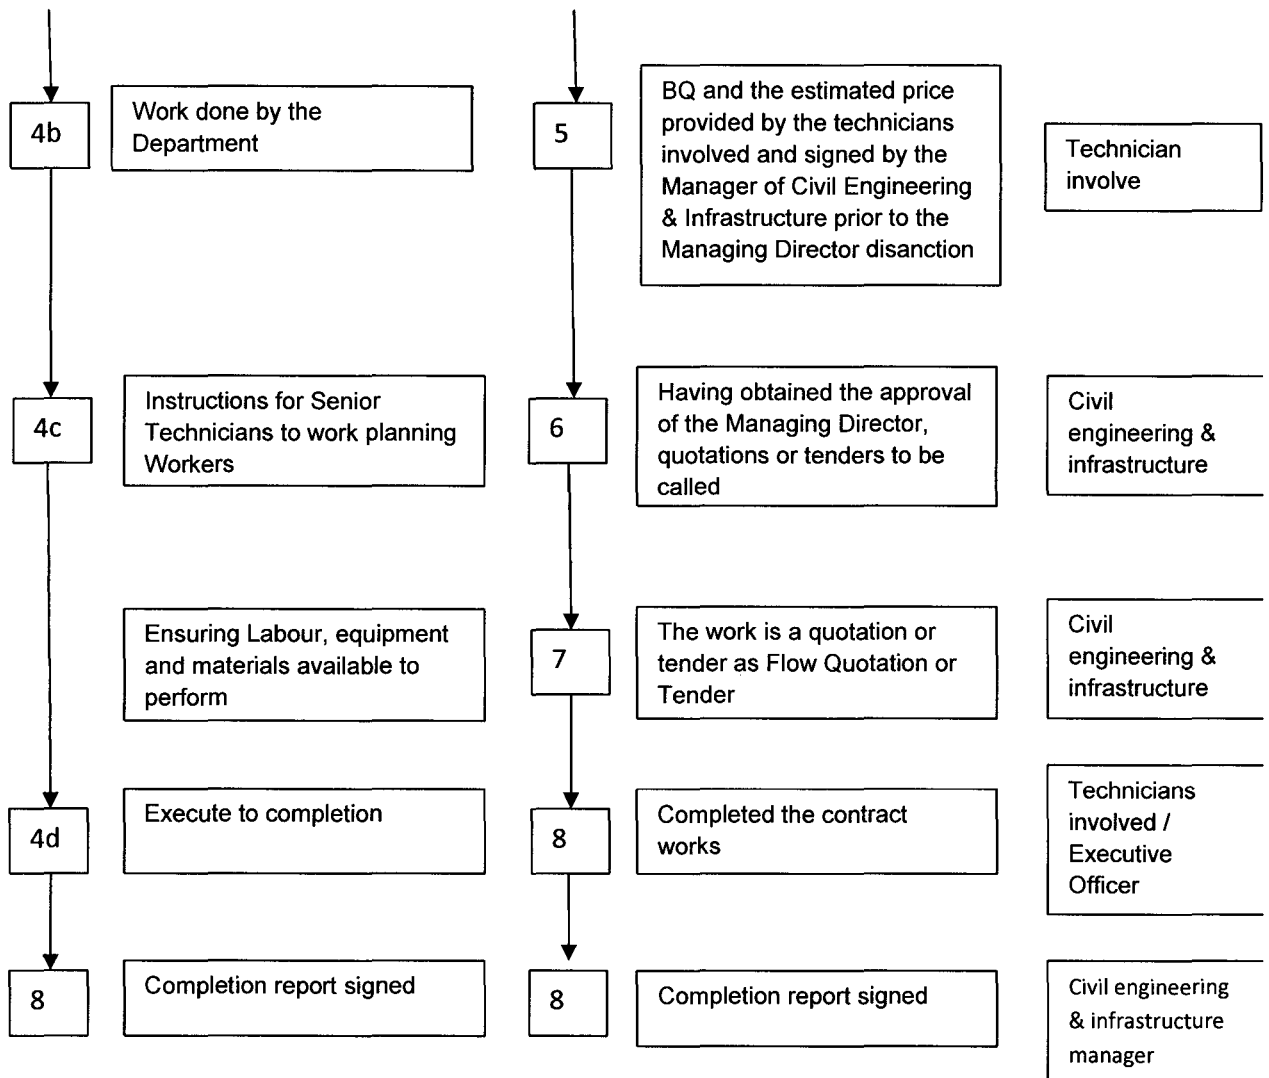 4b
Work done by the
Department
5
BQ and the estimated price
provided by the technicians
involved and signed by the
Manager of Civil Engineering
& Infrastructure prior to the
Managing Director disanction
Technician
involve
4c
Instructions for Senior
Technicians to work planning
Workers
6
Having obtained the approval
of the Managing Director,
quotations or tenders to be
called
Civil
engineering &
infrastructure
Ensuring Labour, equipment
and materials available to
perform
7
The work is a quotation or
tender as Flow Quotation or
Tender
Civil
engineering &
infrastructure
4d
Execute to completion
8
Completed the contract
works
Technicians
involved /
Executive
Officer
8
Completion report signed
8
Completion report signed
Civil engineering
& infrastructure
manager